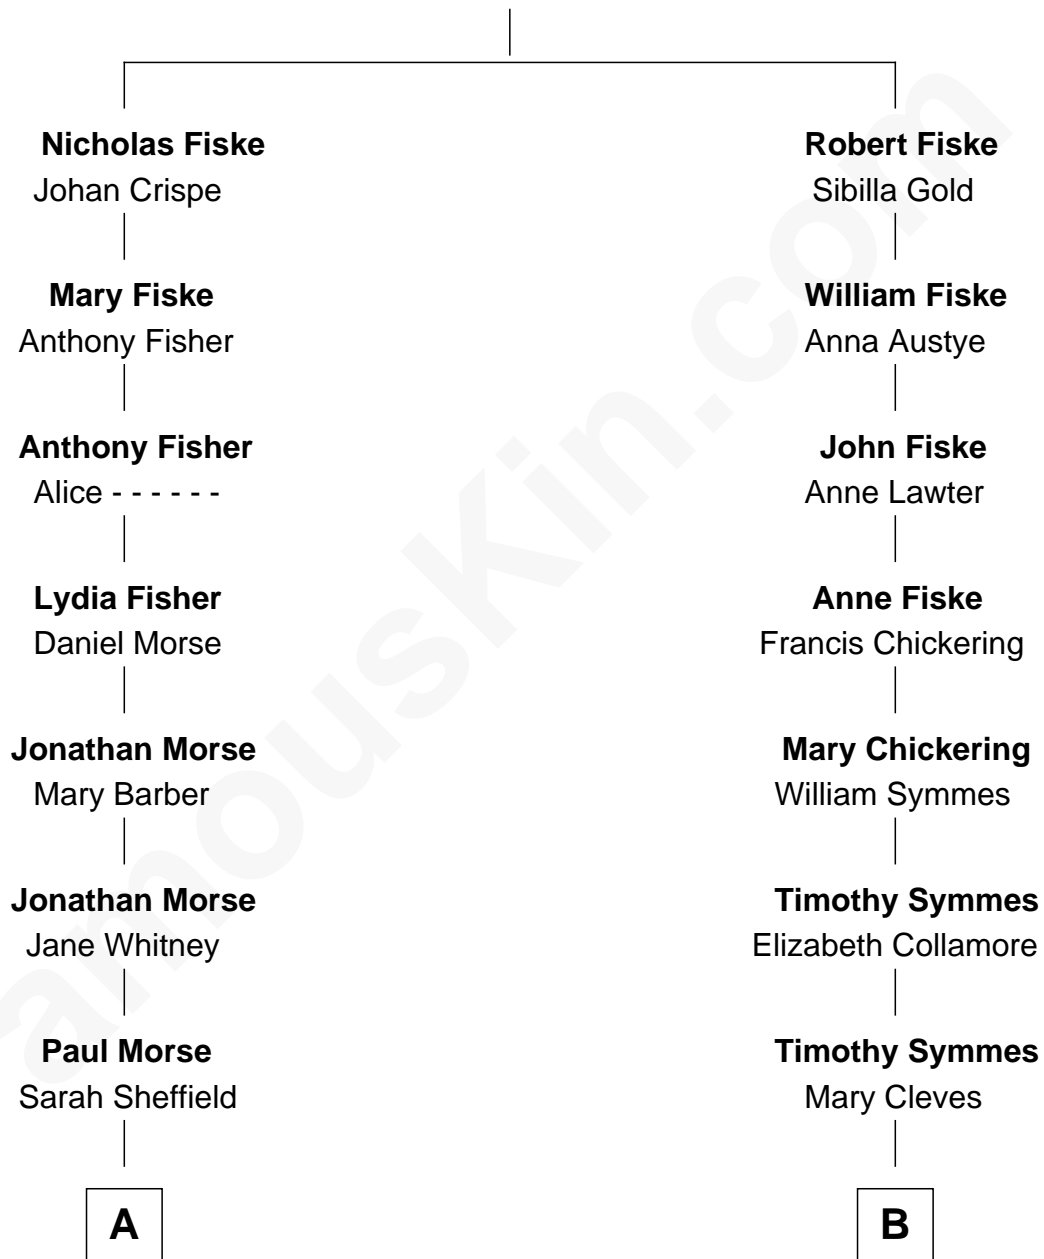 Nicholas Fiske
Johan Crispe
Mary Fiske
Anthony Fisher
Anthony Fisher
Alice - - - - - -
Lydia Fisher
Daniel Morse
Jonathan Morse
Mary Barber
Jonathan Morse
Jane Whitney
Paul Morse
Sarah Sheffield
A
Robert Fiske
Sibilla Gold
William Fiske
Anna Austye
John Fiske
Anne Lawter
Anne Fiske
Francis Chickering
Mary Chickering
William Symmes
Timothy Symmes
Elizabeth Collamore
Timothy Symmes
Mary Cleves
B
amousKin.com